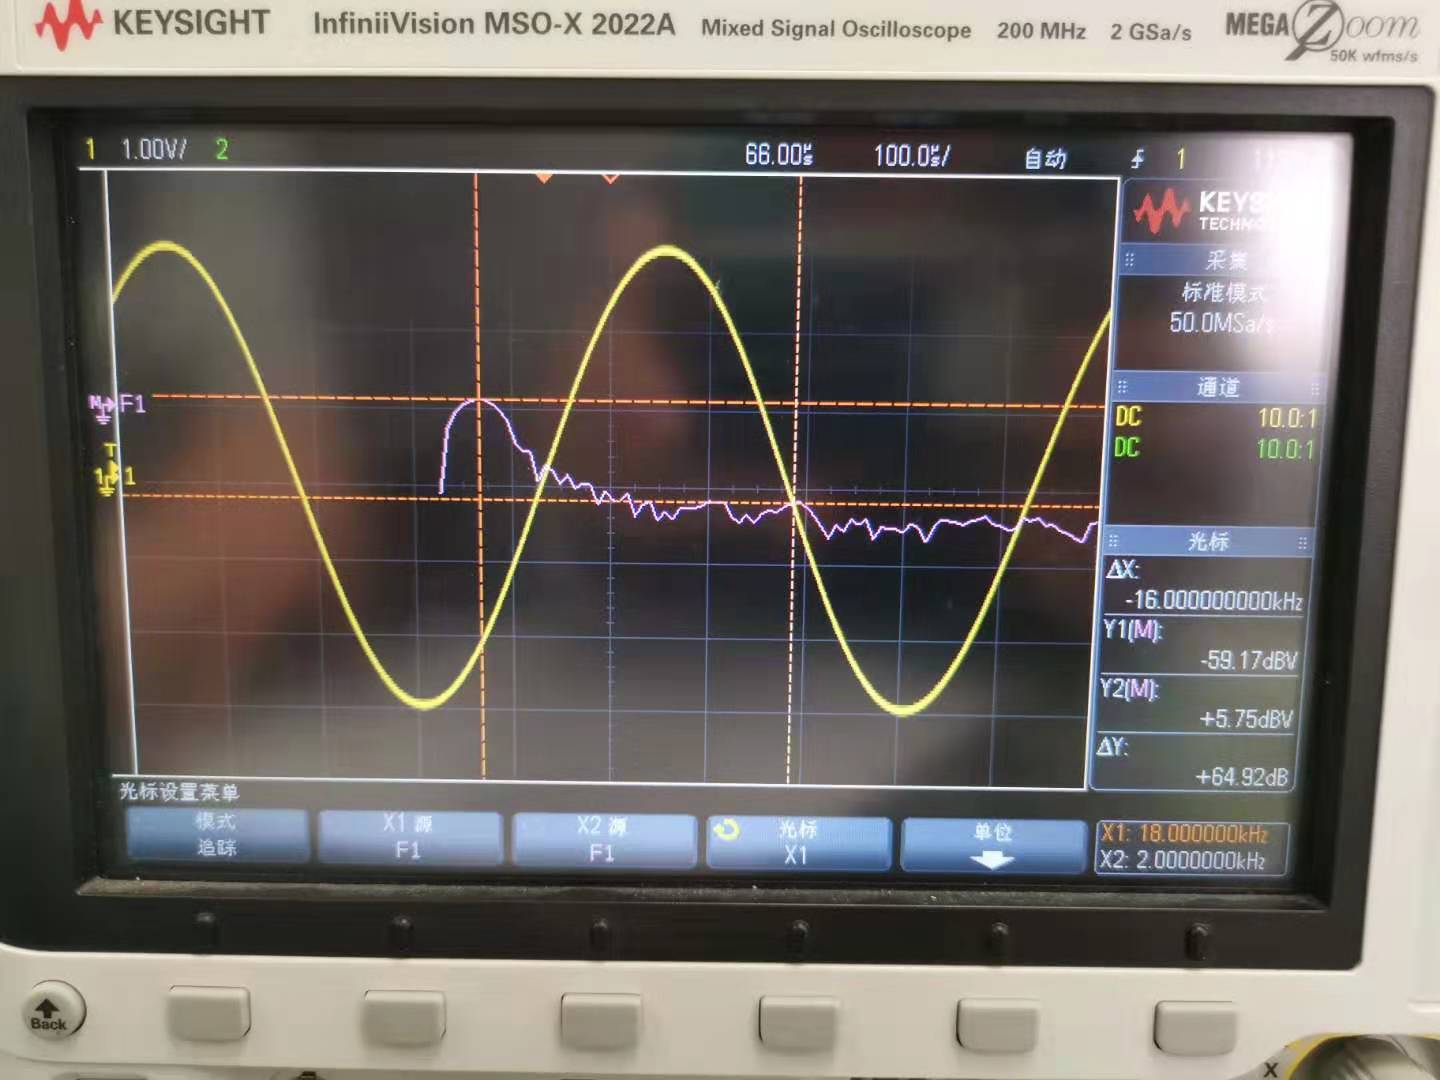 KEYSIGHT InfiniiVision MSO-X 2022A Mixed Signal Oscilloscope 200 MHz 2 GSa/s MEGA Zoom
50K wfms/s
1 1.00V/ 2 66.00µs 100.0µs/ 自动 1
KEYS
TECHNO
采集
标准模式
50.0MSa/s
通道
DC 10.0:1
DC 10.0:1
M F1
T
1 1
光标
ΔX:
-16.000000000kHz
Y1(M):
-59.17dBV
Y2(M):
+5.75dBV
ΔY:
+64.92dB
光标设置菜单
模式
追踪
X1 源
F1
X2 源
F1
光标
X1
单位
X1: 18.000000kHz
X2: 2.0000000kHz
Back
X